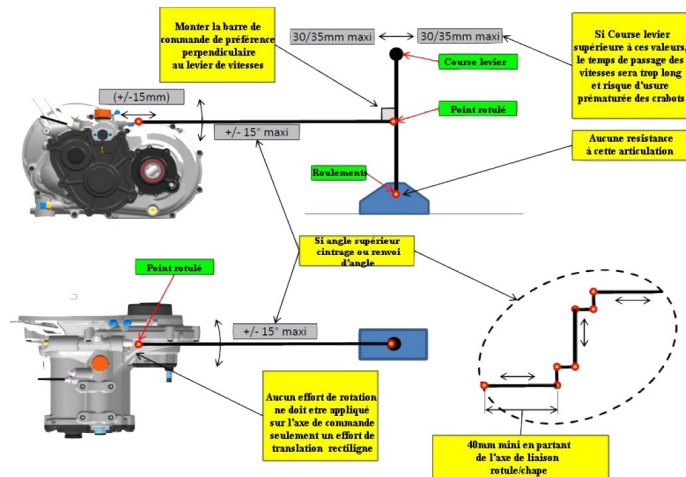 Monter la barre de
commande de préférence
perpendiculaire
au levier de vitesses
30/35mm maxi
30/35mm maxi
Si Course levier
supérieure à ces valeurs,
le temps de passage des
vitesses sera trop long
et risque d'usure
prématurée des crabots
Course levier
(+/-15mm)
+/- 15° maxi
Point rotulé
Aucune resistance
à cette articulation
Roulements
Si angle supérieur
cintrage ou renvoi
d'angle
Point rotulé
+/- 15° maxi
Aucun effort de rotation
ne doit etre appliqué
sur l'axe de commande
seulement un effort de
translation rectiligne
40mm mini en partant
de l'axe de liaison
rotule/chape